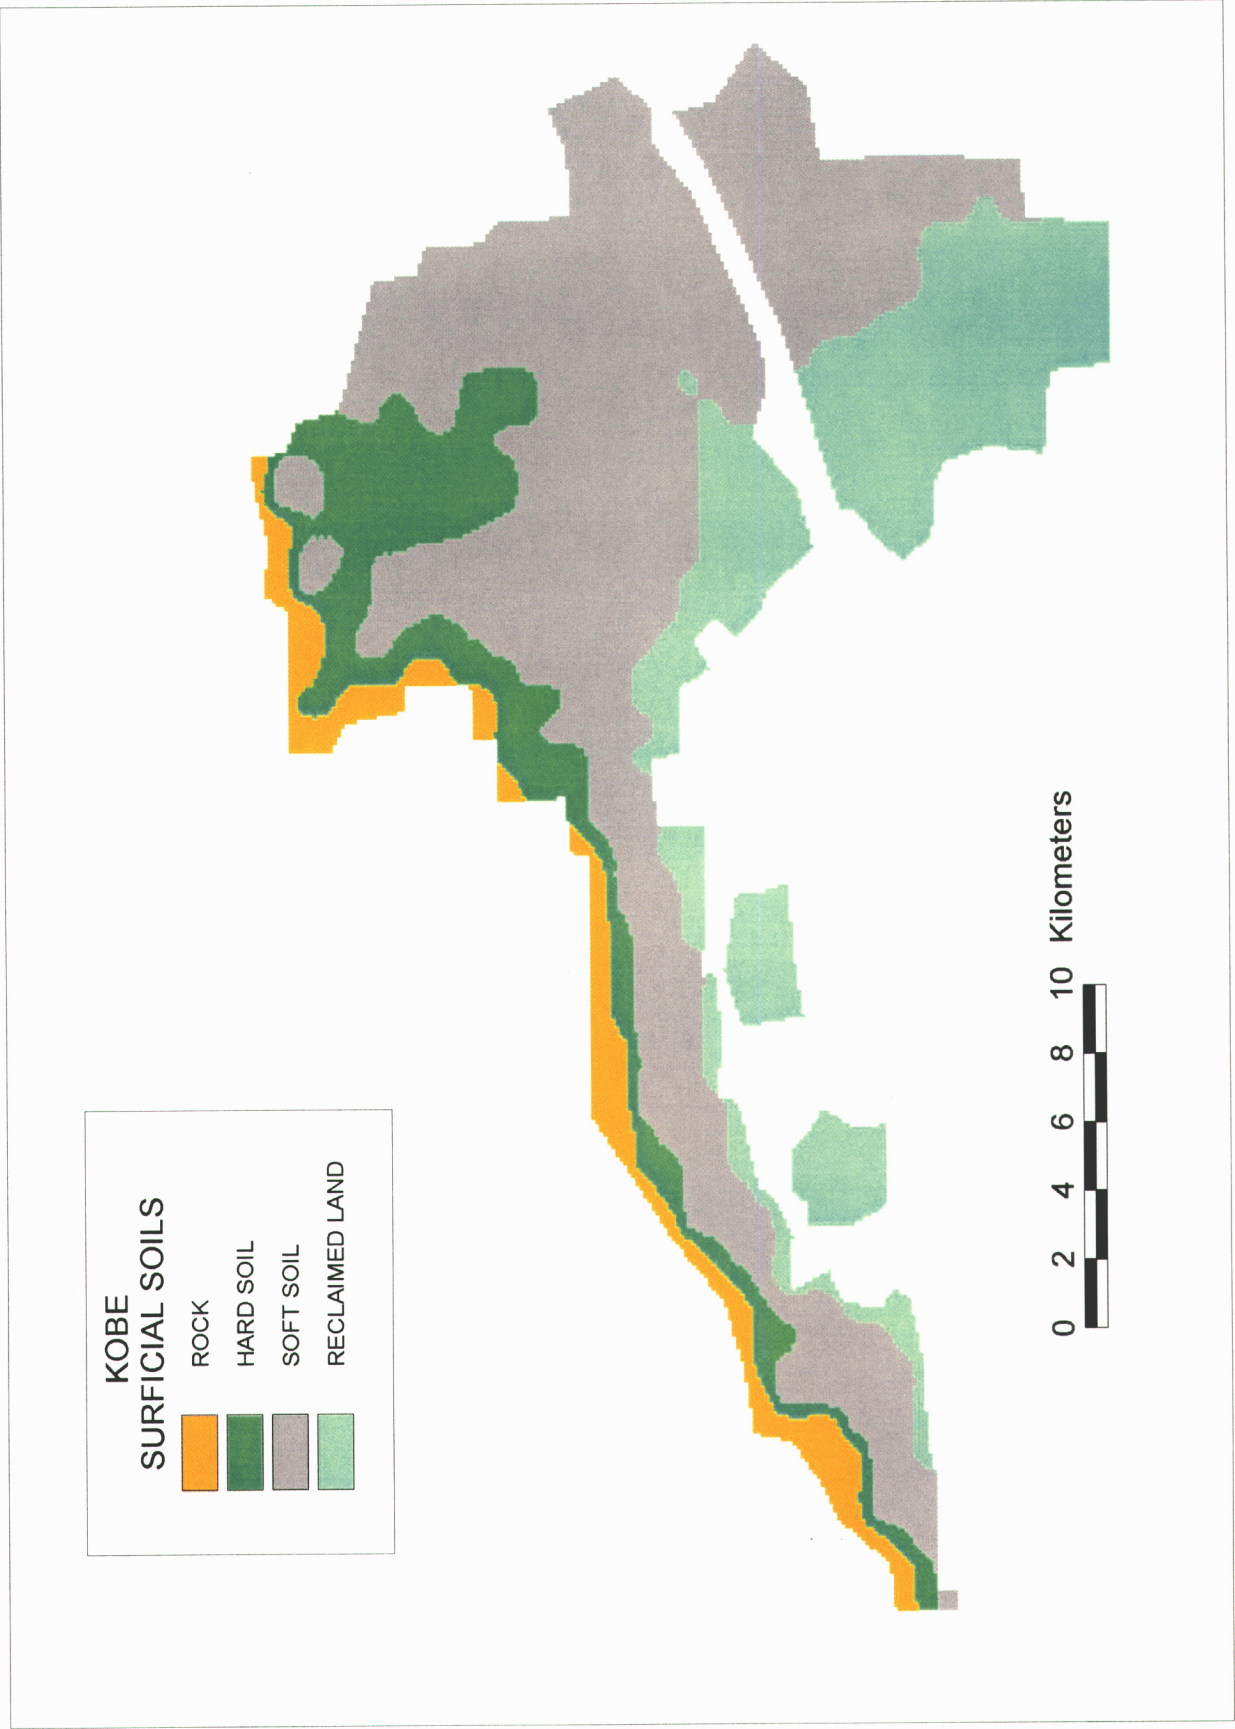 KOBE
SURFICIAL SOILS
ROCK
HARD SOIL
SOFT SOIL
RECLAIMED LAND
0 2 4 6 8 10 Kilometers